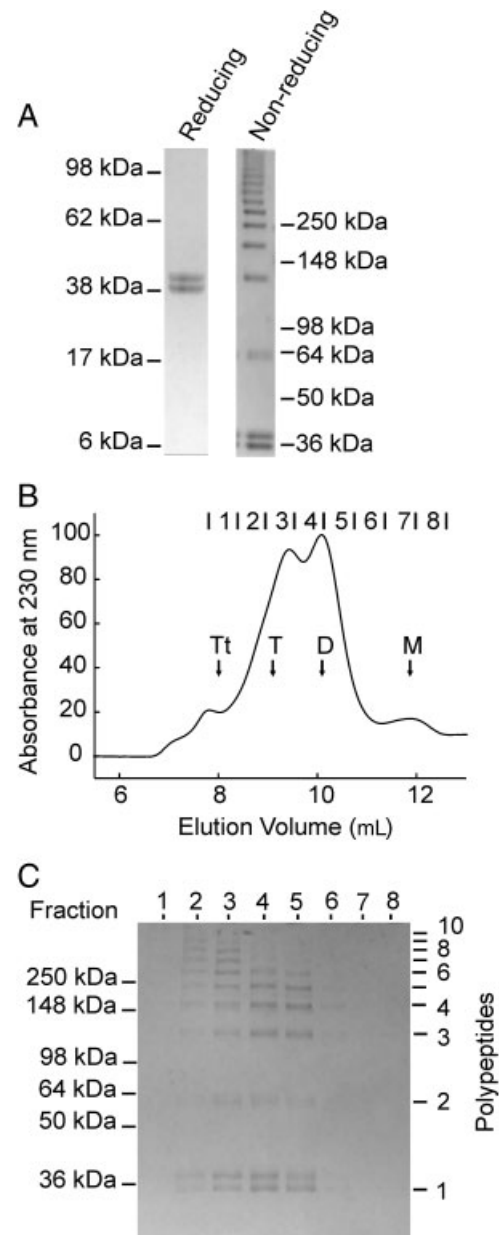 A
Reducing
Non-reducing
98 kDa
62 kDa
38 kDa
17 kDa
6 kDa
250 kDa
148 kDa
98 kDa
64 kDa
50 kDa
36 kDa
B
1 2 3 4 5 6 7 8
100
80
60
40
20
0
Absorbance at 230 nm
Tt T D M
6 8 10 12
Elution Volume (mL)
C
Fraction 1 2 3 4 5 6 7 8
250 kDa
148 kDa
98 kDa
64 kDa
50 kDa
36 kDa
10
8
6
4
3
2
1
Polypeptides